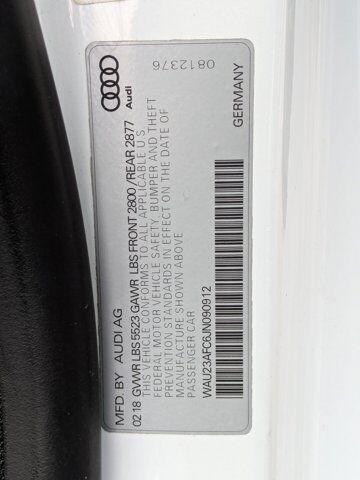 MFD. BY AUDI AG
02 18 GVWR LBS 5523 GAWR LBS FRONT 2800 / REAR 2877
THIS VEHICLE CONFORMS TO ALL APPLICABLE U.S.
FEDERAL MOTOR VEHICLE SAFETY, BUMPER AND THEFT
PREVENTION STANDARDS IN EFFECT ON THE DATE OF
MANUFACTURE SHOWN ABOVE
PASSENGER CAR
WAU23AFC6JN090912
Audi
0812376
GERMANY